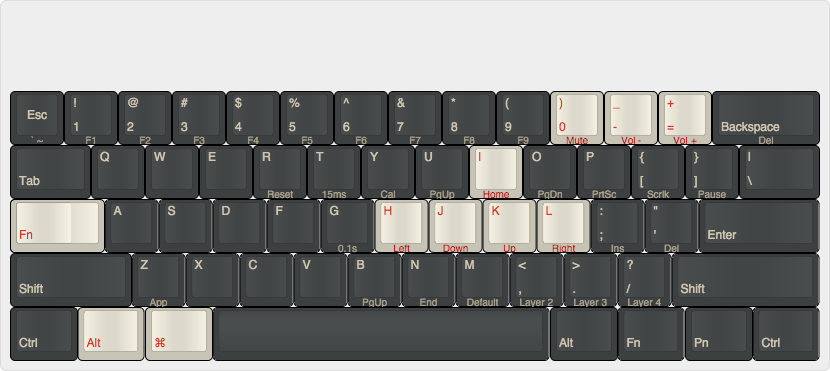 ! @ # $ % ^ & * ( ) _ +
Esc 1 2 3 4 5 6 7 8 9 0 - = Backspace
` ~ F1 F2 F3 F4 F5 F6 F7 F8 F9 Mute Vol - Vol + Del
Q W E R T Y U I O P { } |
Tab [ ] \
Reset 15ms Cal PgUp Home PgDn PrtSc Scrlk Pause
A S D F G H J K L : "
Fn ; ' Enter
0.1s Left Down Up Right Ins Del
Z X C V B N M < > ?
Shift , . / Shift
App PgUp End Default Layer 2 Layer 3 Layer 4
Ctrl Alt ⌘ Alt Fn Pn Ctrl